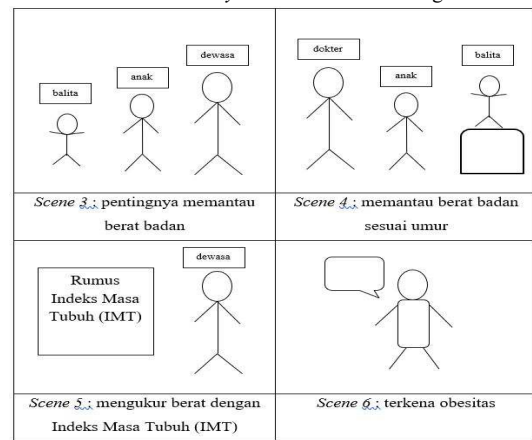 balita
anak
dewasa
dokter
anak
balita
Scene 3 : pentingnya memantau
berat badan
Scene 4 : memantau berat badan
sesuai umur
Rumus
Indeks Masa
Tubuh (IMT)
dewasa
Scene 5 : mengukur berat dengan
Indeks Masa Tubuh (IMT)
Scene 6 : terkena obesitas